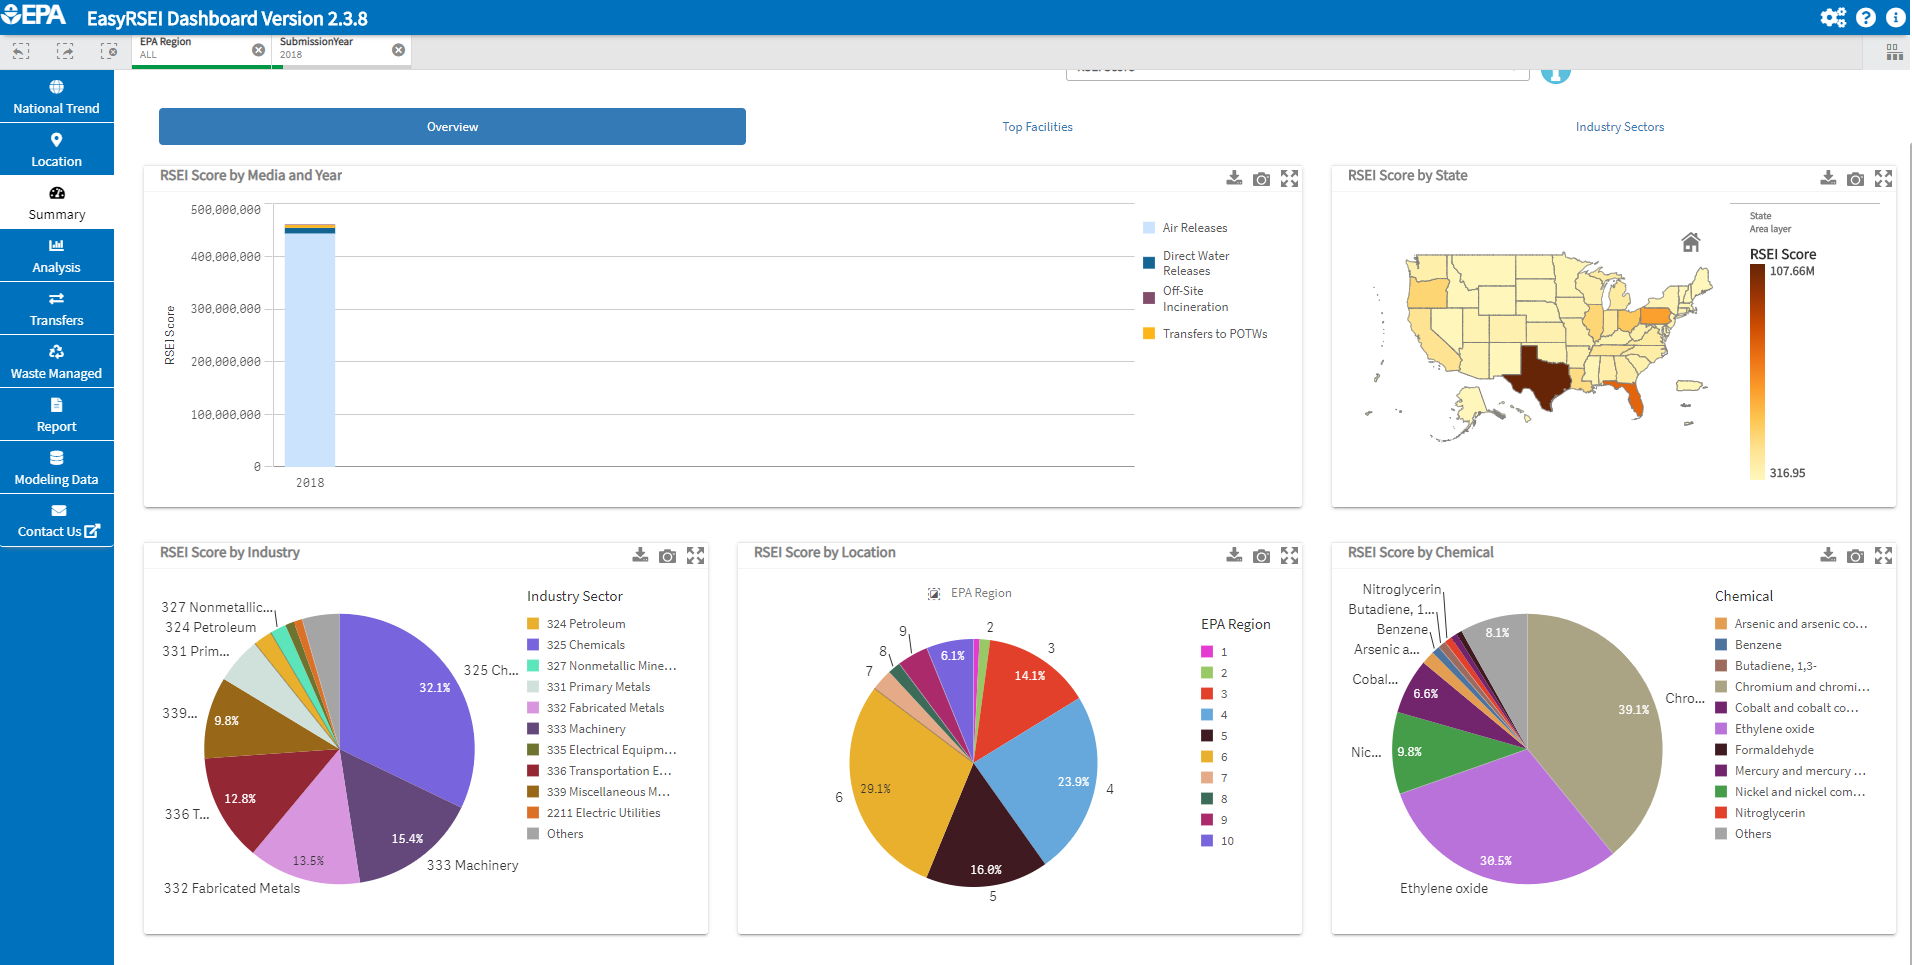 EPA
EasyRSEI Dashboard Version 2.3.8
EPA Region
ALL
SubmissionYear
2018
National Trend
Location
Summary
Analysis
Transfers
Waste Managed
Report
Modeling Data
Contact Us
Overview
Top Facilities
Industry Sectors
RSEI Score by Media and Year
RSEI Score
500,000,000
400,000,000
300,000,000
200,000,000
100,000,000
0
2018
Air Releases
Direct Water
Releases
Off-Site
Incineration
Transfers to POTWs
RSEI Score by State
State
Area layer
RSEI Score
107.66M
316.95
RSEI Score by Industry
327 Nonmetallic...
324 Petroleum
331 Prim...
339...
336 T...
332 Fabricated Metals
333 Machinery
325 Ch...
32.1%
9.8%
12.8%
13.5%
15.4%
Industry Sector
324 Petroleum
325 Chemicals
327 Nonmetallic Mine...
331 Primary Metals
332 Fabricated Metals
333 Machinery
335 Electrical Equipm...
336 Transportation E...
339 Miscellaneous M...
2211 Electric Utilities
Others
RSEI Score by Location
EPA Region
2
3
4
5
6
7
8
9
6.1%
14.1%
23.9%
16.0%
29.1%
EPA Region
1
2
3
4
5
6
7
8
9
10
RSEI Score by Chemical
Nitroglycerin
Butadiene, 1...
Benzene
Arsenic a...
Cobal...
Nic...
Ethylene oxide
Chro...
8.1%
39.1%
6.6%
9.8%
30.5%
Chemical
Arsenic and arsenic co...
Benzene
Butadiene, 1,3-
Chromium and chromi...
Cobalt and cobalt co...
Ethylene oxide
Formaldehyde
Mercury and mercury ...
Nickel and nickel com...
Nitroglycerin
Others